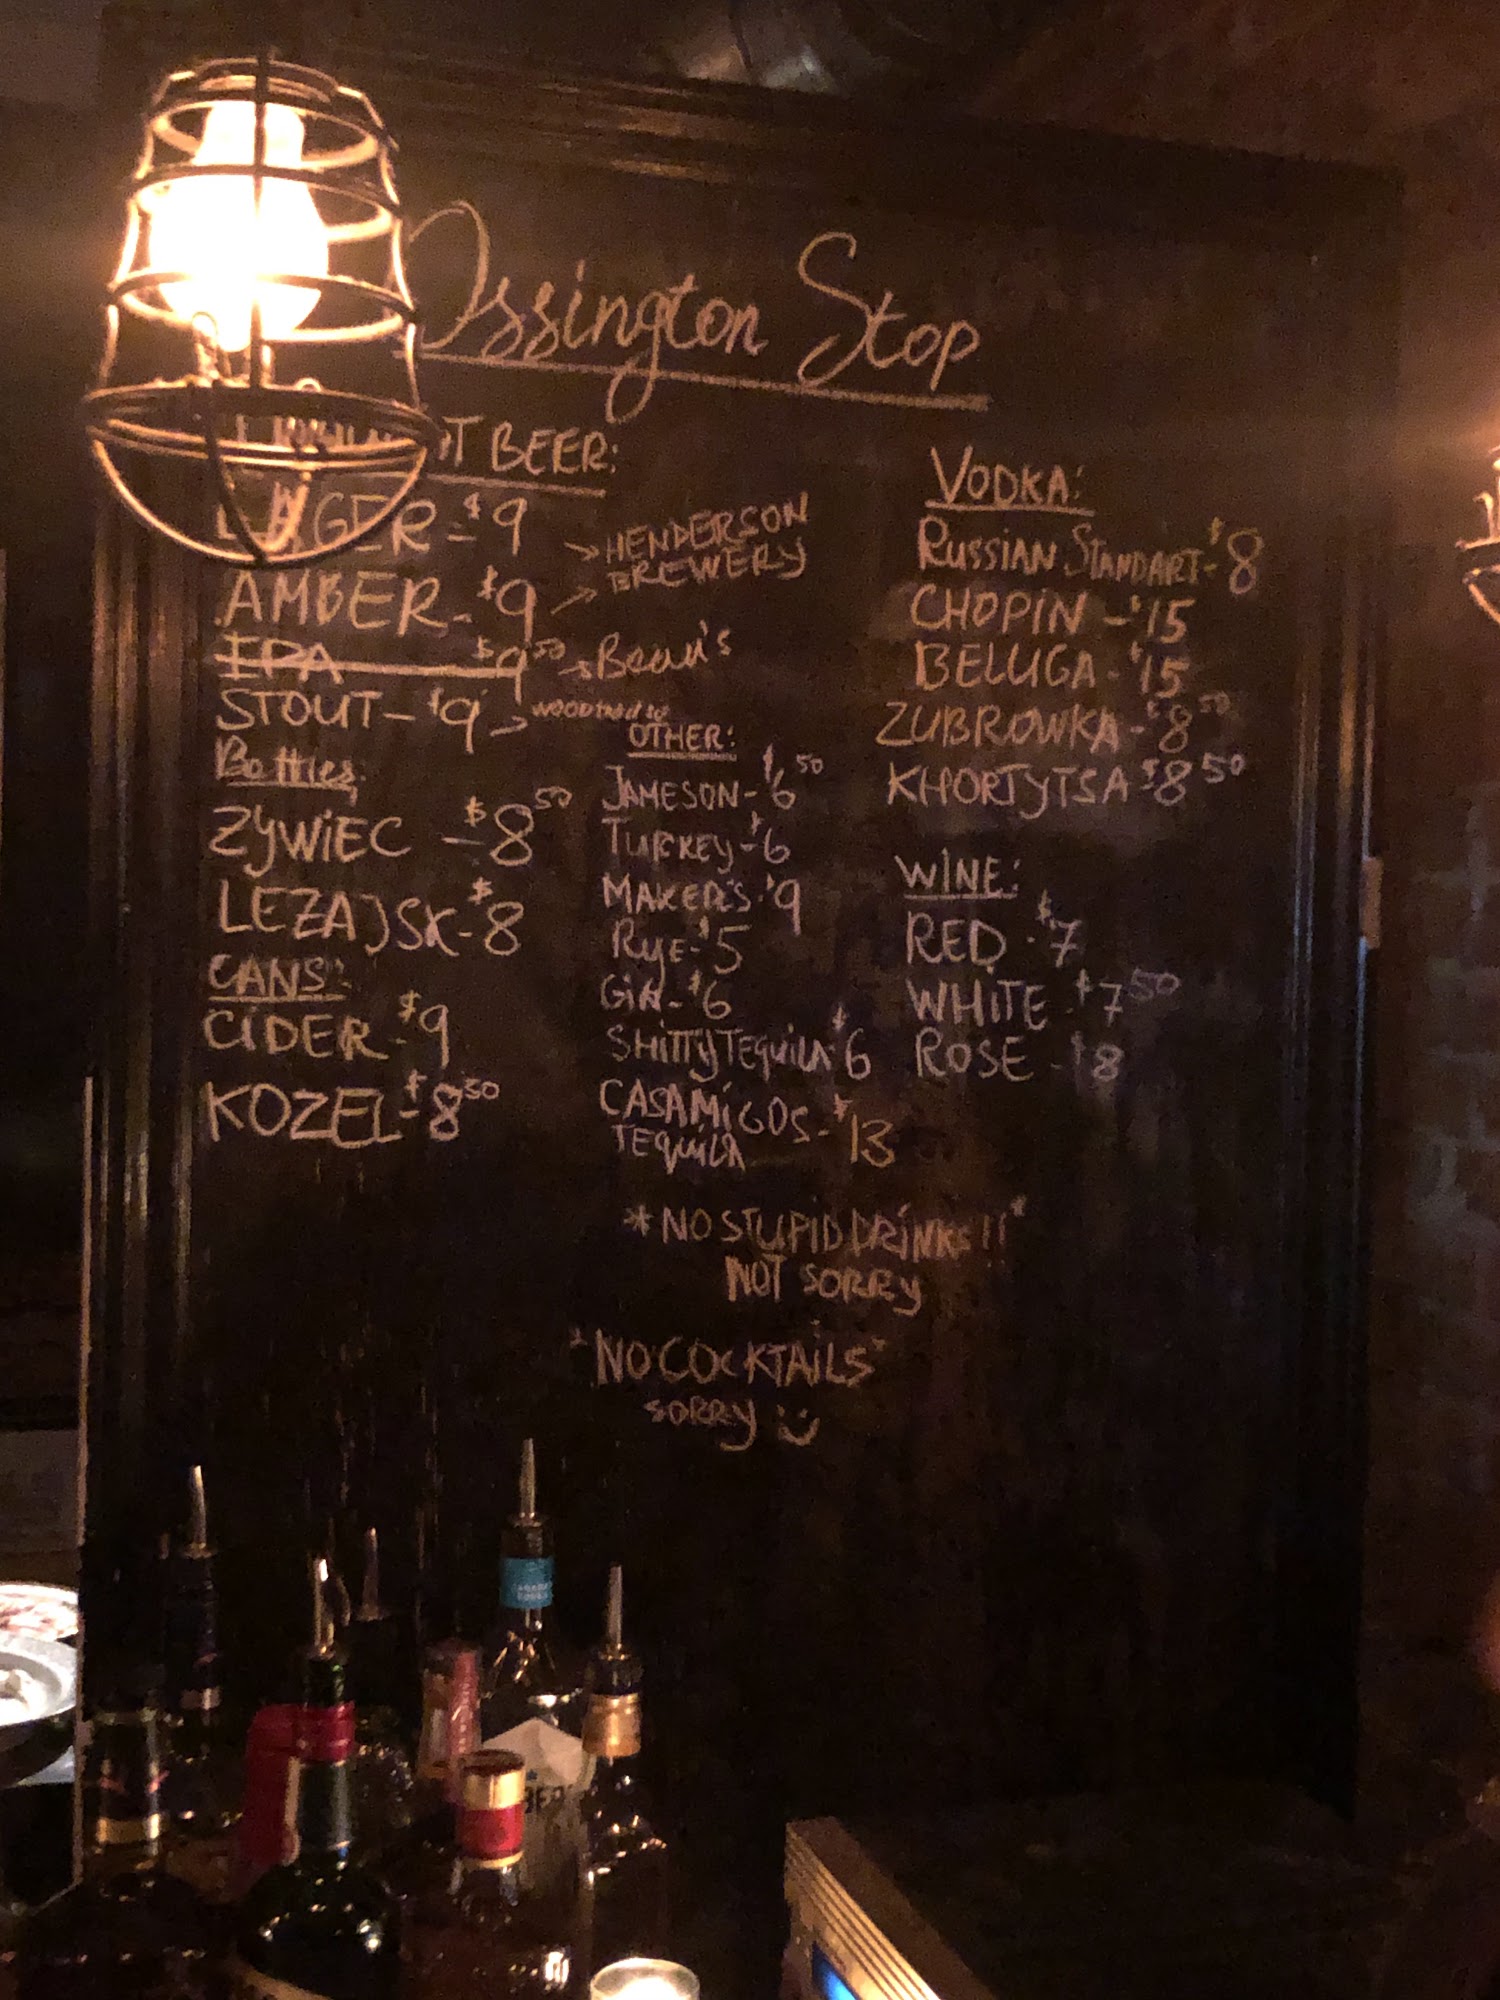 Ossington Stop
BEER:
LAGER - $9
→ HENDERSON
BREWERY
AMBER - $9 →
IPA $9 50 → Beau's
STOUT - $9 →
Bottles:
ZYWIEC - $8 50
LEZAJSK - $8
CANS:
CIDER - $9
KOZEL - $8 50
OTHER:
JAMESON - $6 50
TURKEY - $6
MAKER'S - $9
RYE - $5
GIN - $6
SHITTY TEQUILA - $6
CASAMIGOS - $13
TEQUILA
VODKA:
RUSSIAN STANDART - $8
CHOPIN - $15
BELUGA - $15
ZUBROWKA - $8 50
KHORTYTSA - $8 50
WINE:
RED - $7
WHITE - $7 50
ROSE - $8
* NO STUPID DRINKS!! *
NOT SORRY
"NO COCKTAILS"
SORRY :)